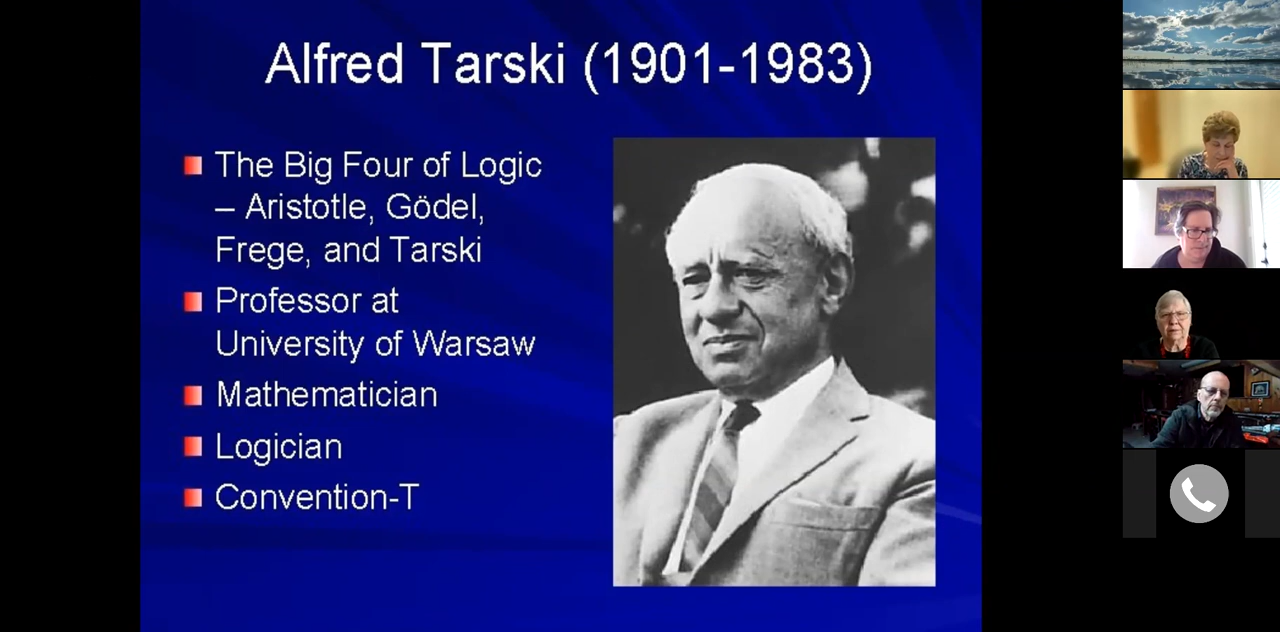 Alfred Tarski (1901-1983)
The Big Four of Logic
– Aristotle, Gödel,
Frege, and Tarski
Professor at
University of Warsaw
Mathematician
Logician
Convention-T